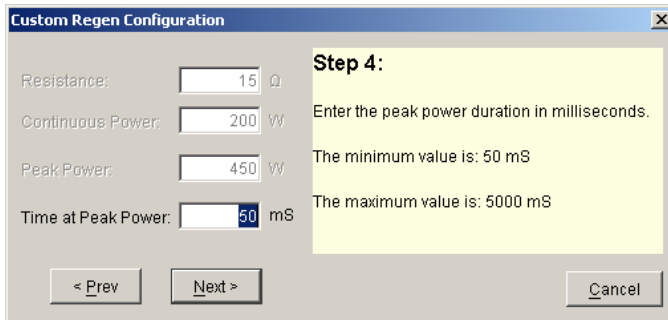 Custom Regen Configuration
Resistance: 15 Ω
Continuous Power: 200 W
Peak Power: 450 W
Time at Peak Power: 50 mS
< Prev
Next >
Step 4:
Enter the peak power duration in milliseconds.
The minimum value is: 50 mS
The maximum value is: 5000 mS
Cancel